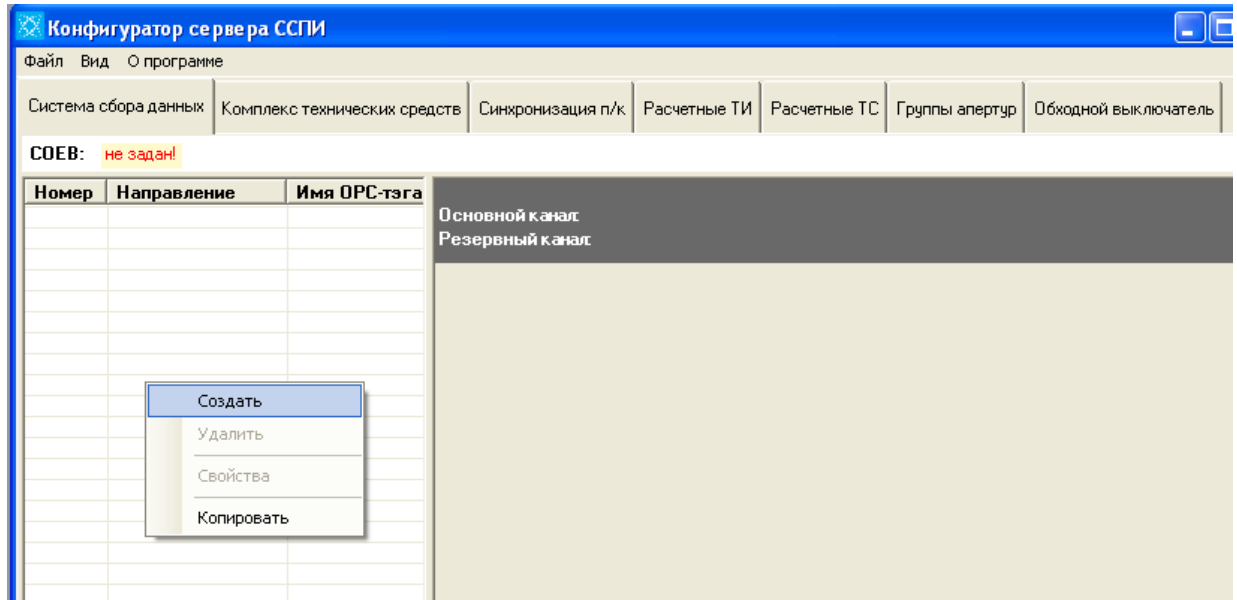 Конфигуратор сервера ССПИ
Файл Вид О программе
Система сбора данных Комплекс технических средств Синхронизация п/к Расчетные ТИ Расчетные ТС Группы апертур Обходной выключатель
СОЕВ: не задан!
Номер Направление Имя ОРС-тэга
Основной канал:
Резервный канал:
Создать
Удалить
Свойства
Копировать